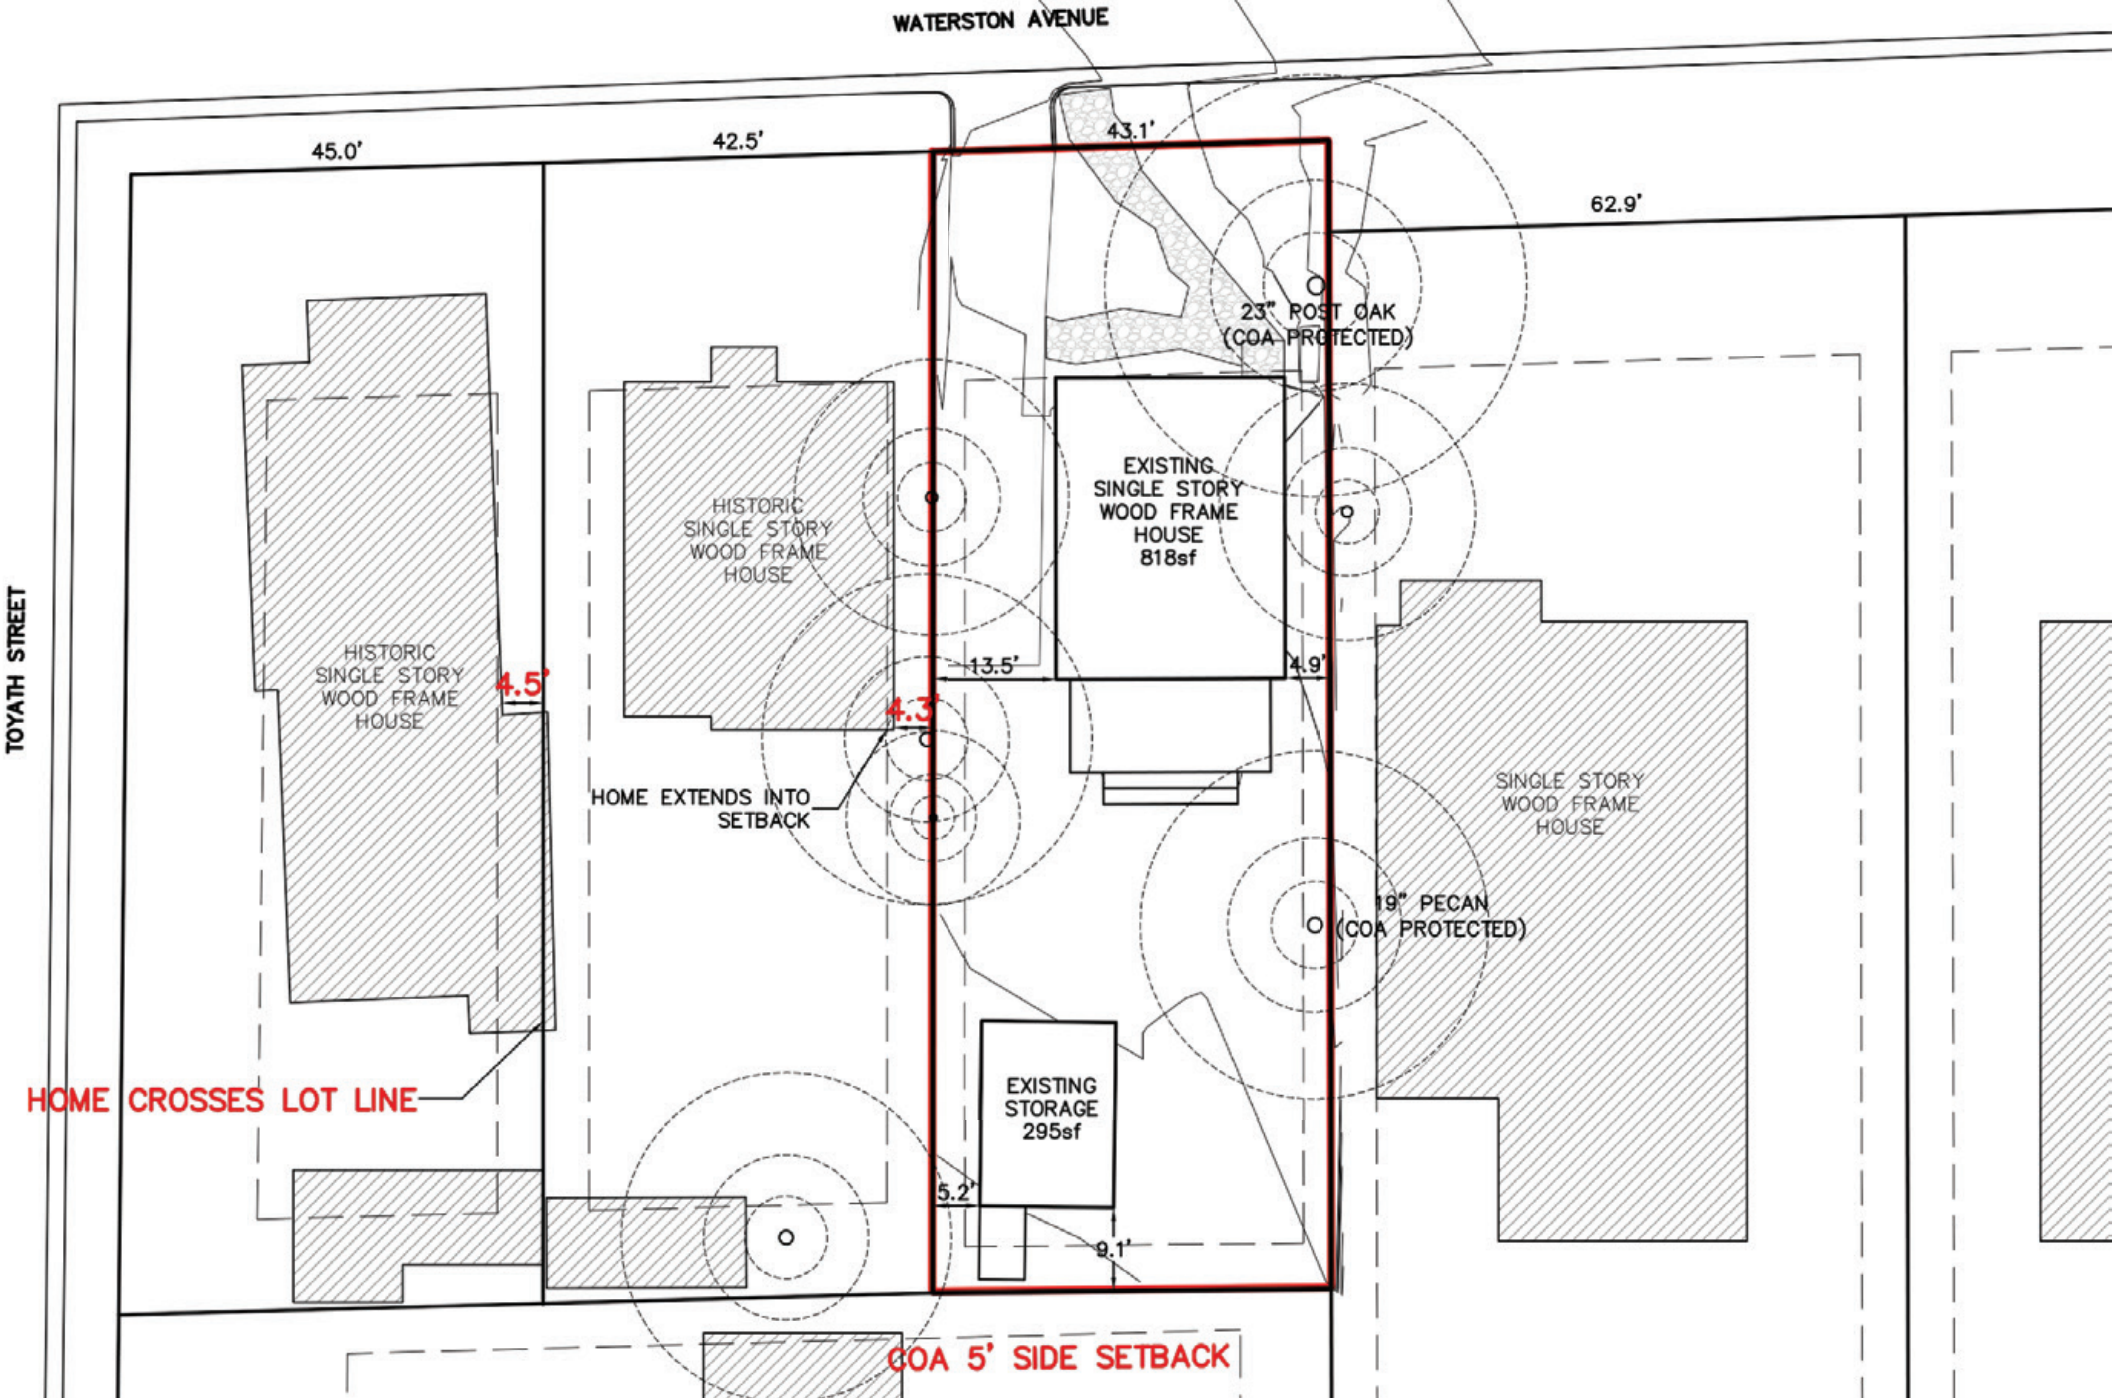 WATERSTON AVENUE
45.0'
42.5'
43.1'
62.9'
23" POST OAK
(COA PROTECTED)
EXISTING
SINGLE STORY
WOOD FRAME
HOUSE
818sf
HISTORIC
SINGLE STORY
WOOD FRAME
HOUSE
TOYATH STREET
HISTORIC
SINGLE STORY
WOOD FRAME
HOUSE
4.5'
13.5'
4.9'
4.3'
HOME EXTENDS INTO
SETBACK
SINGLE STORY
WOOD FRAME
HOUSE
19" PECAN
(COA PROTECTED)
HOME CROSSES LOT LINE
EXISTING
STORAGE
295sf
5.2'
9.1'
COA 5' SIDE SETBACK